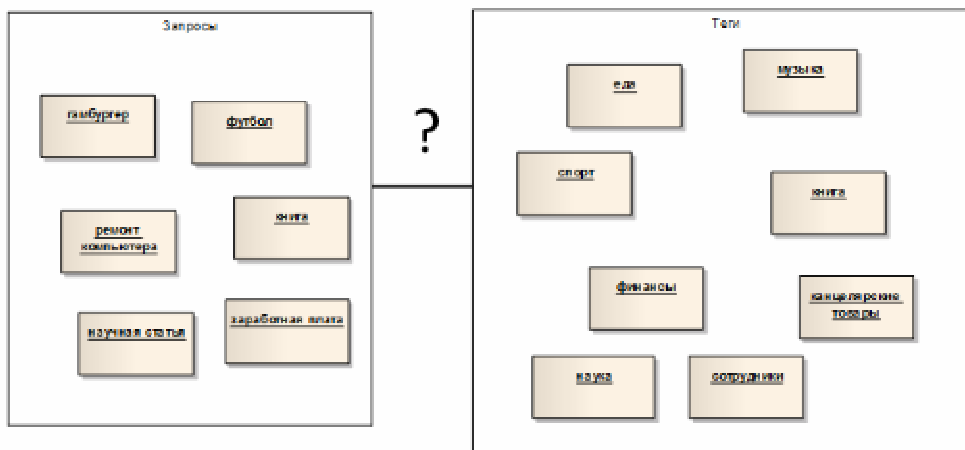 Запросы
гамбургер
футбол
ремонт
компьютера
книга
научная статья
заработная плата
?
Теги
еда
музыка
спорт
книга
финансы
канцелярские
товары
наука
сотрудники